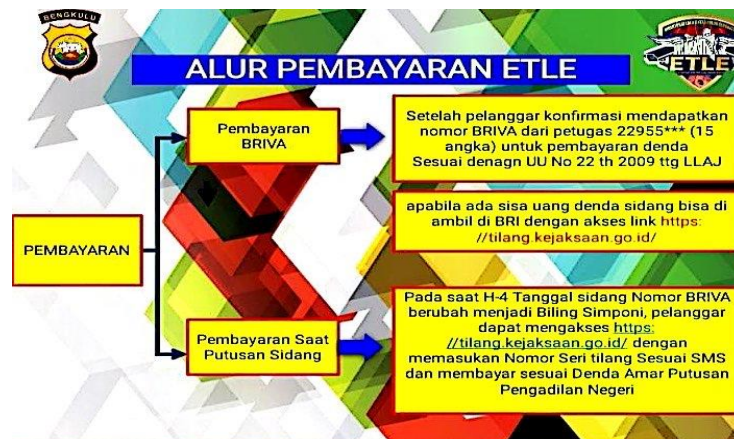 BENGKULU
ETLE
ALUR PEMBAYARAN ETLE
Pembayaran
BRIVA
Setelah pelanggar konfirmasi mendapatkan
nomor BRIVA dari petugas 22955*** (15
angka) untuk pembayaran denda
Sesuai denagn UU No 22 th 2009 ttg LLAJ
apabila ada sisa uang denda sidang bisa di
ambil di BRI dengan akses link https:
//tilang.kejaksaan.go.id/
PEMBAYARAN
Pembayaran Saat
Putusan Sidang
Pada saat H-4 Tanggal sidang Nomor BRIVA
berubah menjadi Biling Simponi, pelanggar
dapat mengakses https:
//tilang.kejaksaan.go.id/ dengan
memasukan Nomor Seri tilang Sesuai SMS
dan membayar sesuai Denda Amar Putusan
Pengadilan Negeri